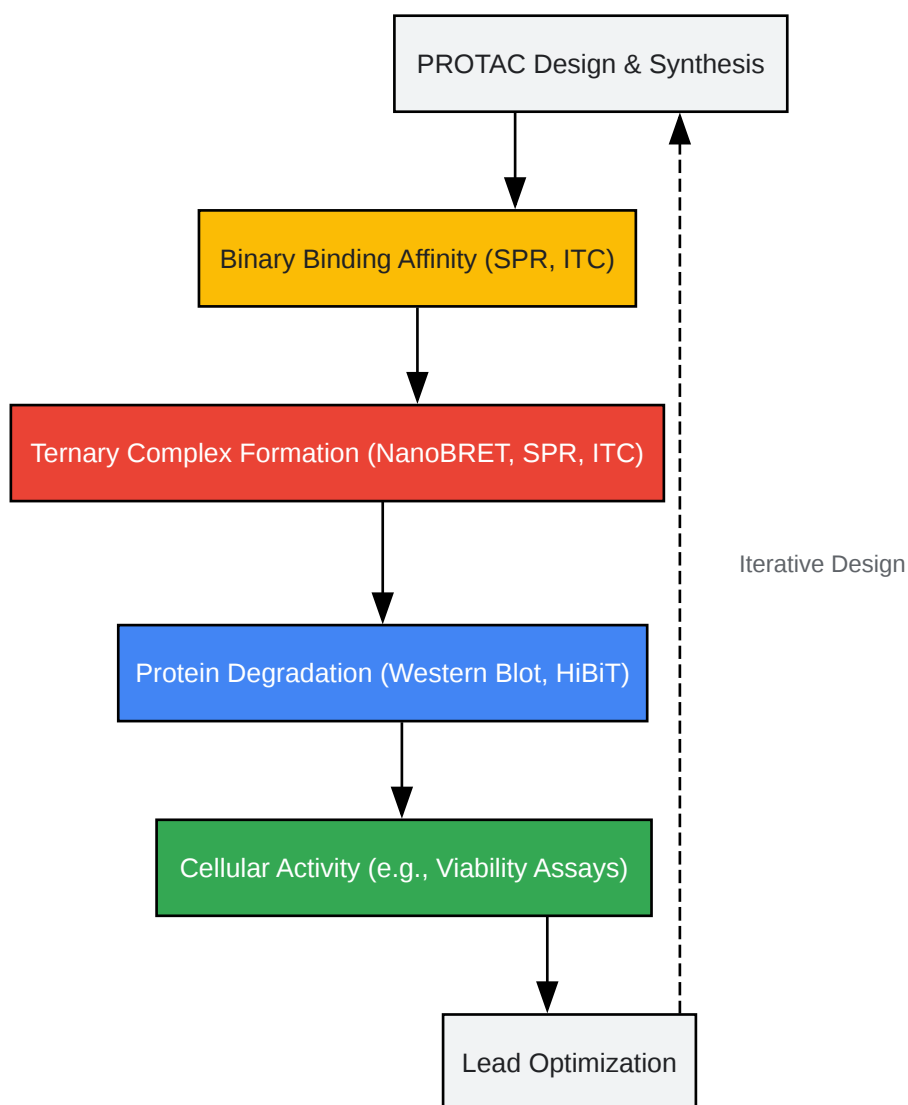 PROTAC Design & Synthesis
Binary Binding Affinity (SPR, ITC)
Ternary Complex Formation (NanoBRET, SPR, ITC)
Iterative Design
Protein Degradation (Western Blot, HiBiT)
Cellular Activity (e.g., Viability Assays)
Lead Optimization